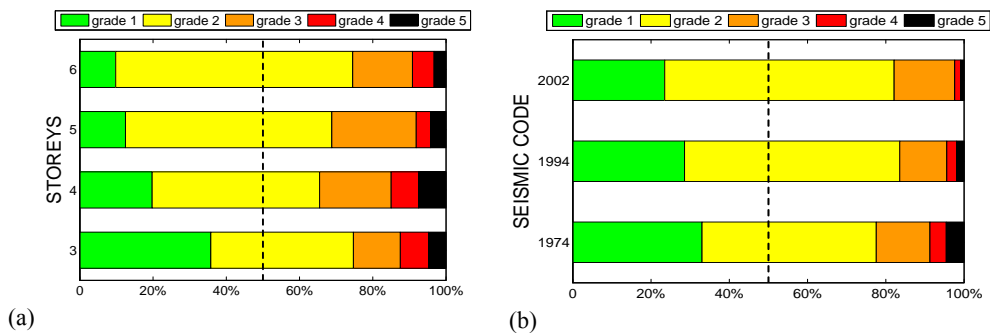 grade 1 grade 2 grade 3 grade 4 grade 5
STOREYS
6
5
4
3
0 20% 40% 60% 80% 100%
(a)
grade 1 grade 2 grade 3 grade 4 grade 5
SEISMIC CODE
2002
1994
1974
0 20% 40% 60% 80% 100%
(b)